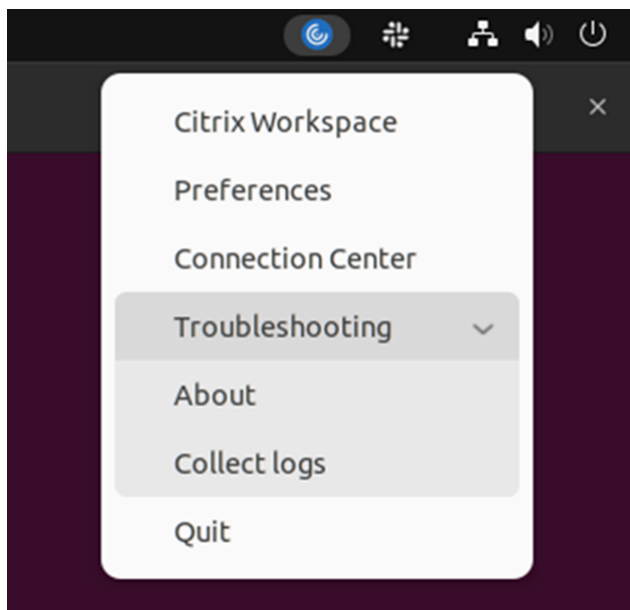 Citrix Workspace
Preferences
Connection Center
Troubleshooting
About
Collect logs
Quit